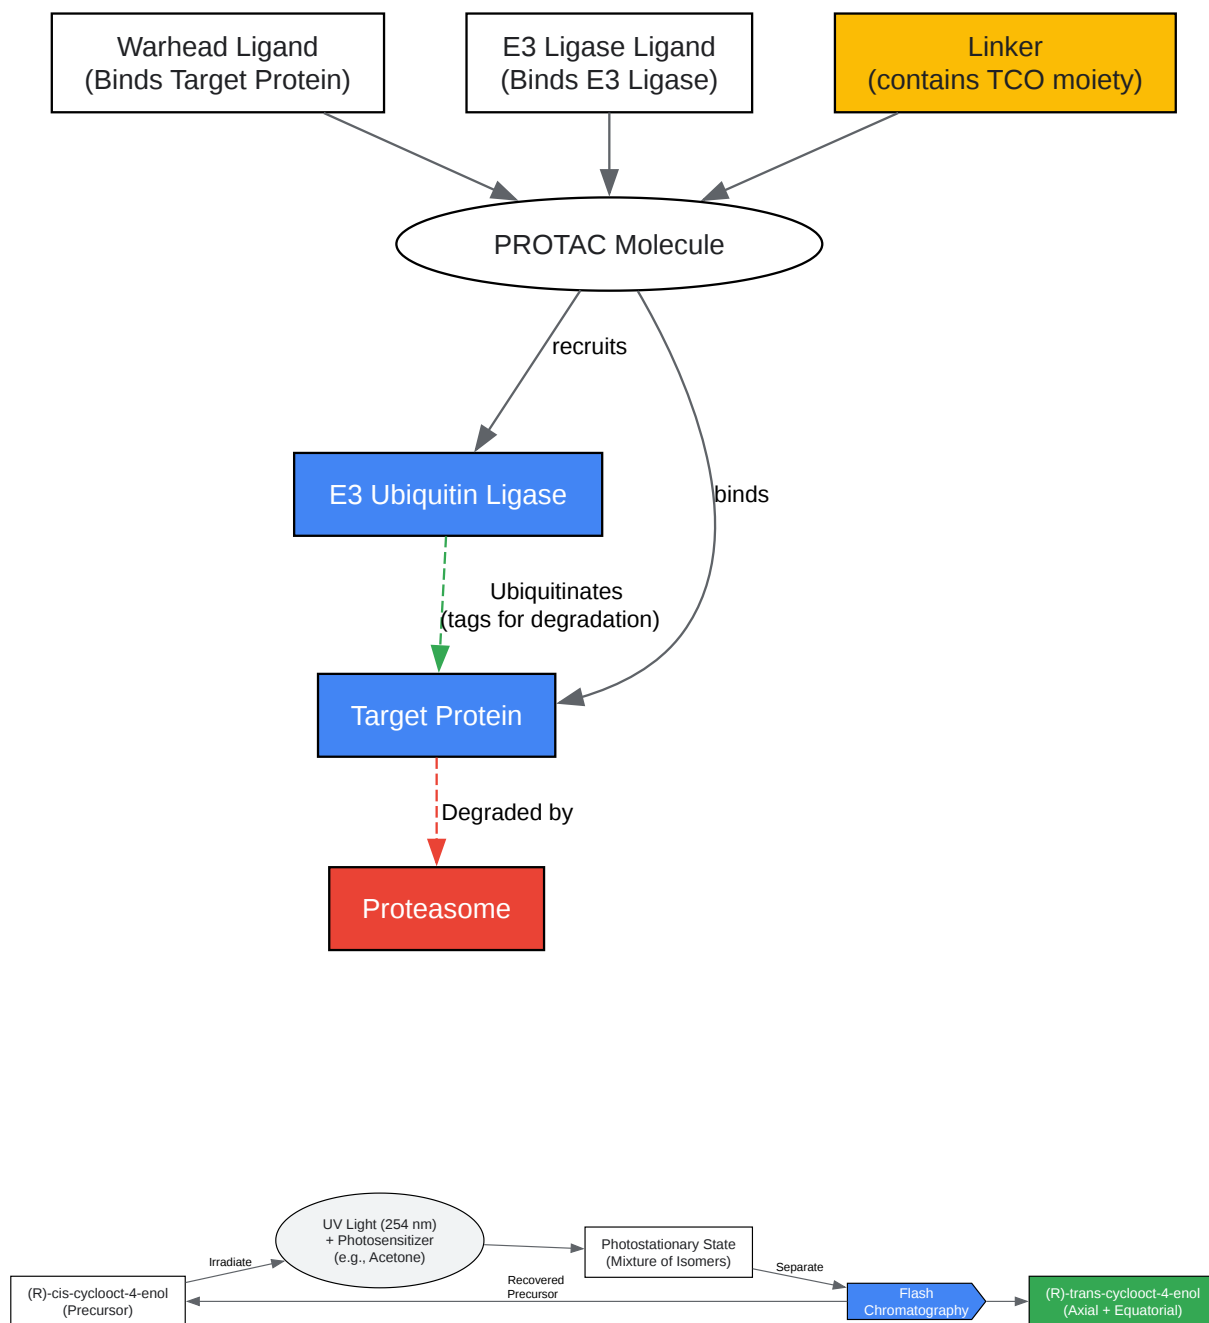 Warhead Ligand
(Binds Target Protein)
E3 Ligase Ligand
(Binds E3 Ligase)
Linker
(contains TCO moiety)
PROTAC Molecule
recruits
E3 Ubiquitin Ligase
binds
Ubiquitinates
(tags for degradation)
Target Protein
Degraded by
Proteasome
UV Light (254 nm)
+ Photosensitizer
(e.g., Acetone)
Photostationary State
(Mixture of Isomers)
Irradiate
Separate
Recovered
Precursor
(R)-cis-cyclooct-4-enol
(Precursor)
Flash
Chromatography
(R)-trans-cyclooct-4-enol
(Axial + Equatorial)